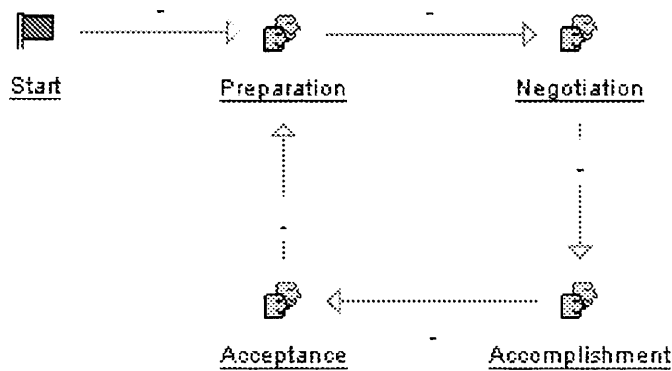 Start
Preparation
Negotiation
Acceptance
Accomplishment